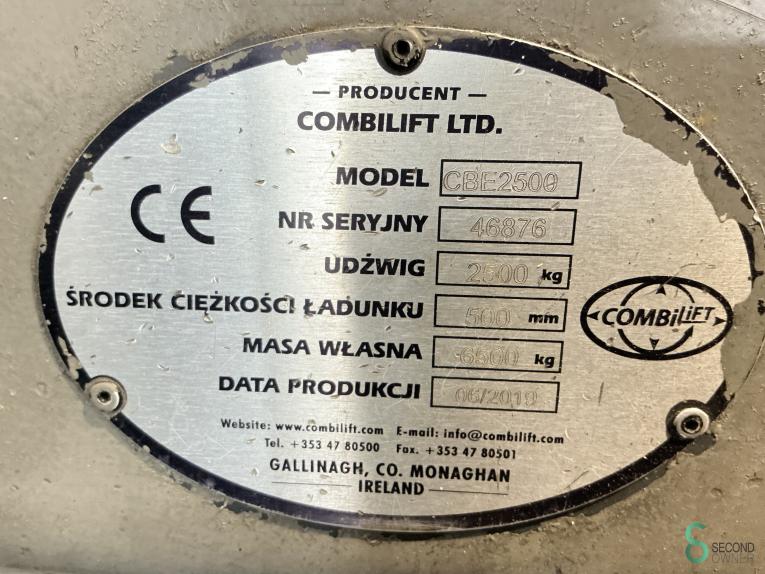 — PRODUCENT —
COMBILIFT LTD.
MODEL CBE2500
NR SERYJNY 46876
UDŹWIG 2500 kg
ŚRODEK CIĘŻKOŚCI ŁADUNKU 500 mm
MASA WŁASNA 6500 kg
DATA PRODUKCJI 06/2019
CE
COMBiLiFT
Website: www.combilift.com E-mail: info@combilift.com
Tel. +353 47 80500 Fax. +353 47 80501
GALLINAGH, CO. MONAGHAN
— IRELAND —
SECOND
OWNER